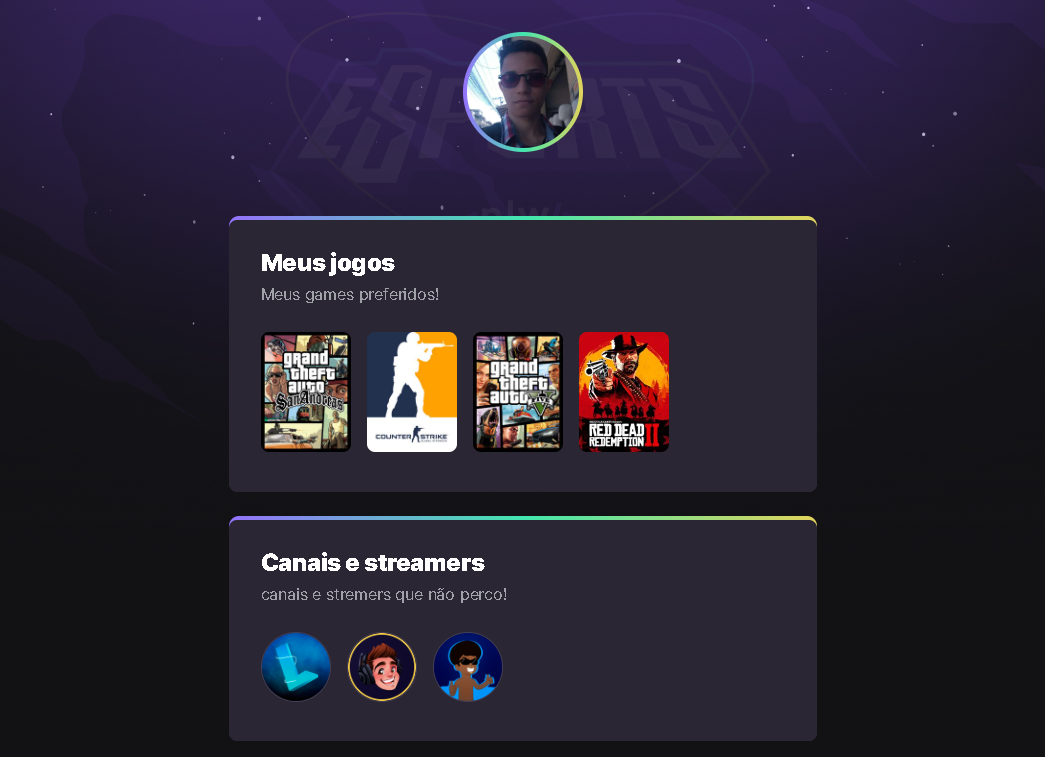 ESPORTS
nlw
Meus jogos
Meus games preferidos!
grand
theft
auto
San Andreas
COUNTER STRIKE
grand
theft
auto
V
RED DEAD
REDEMPTION II
Canais e streamers
canais e stremers que não perco!